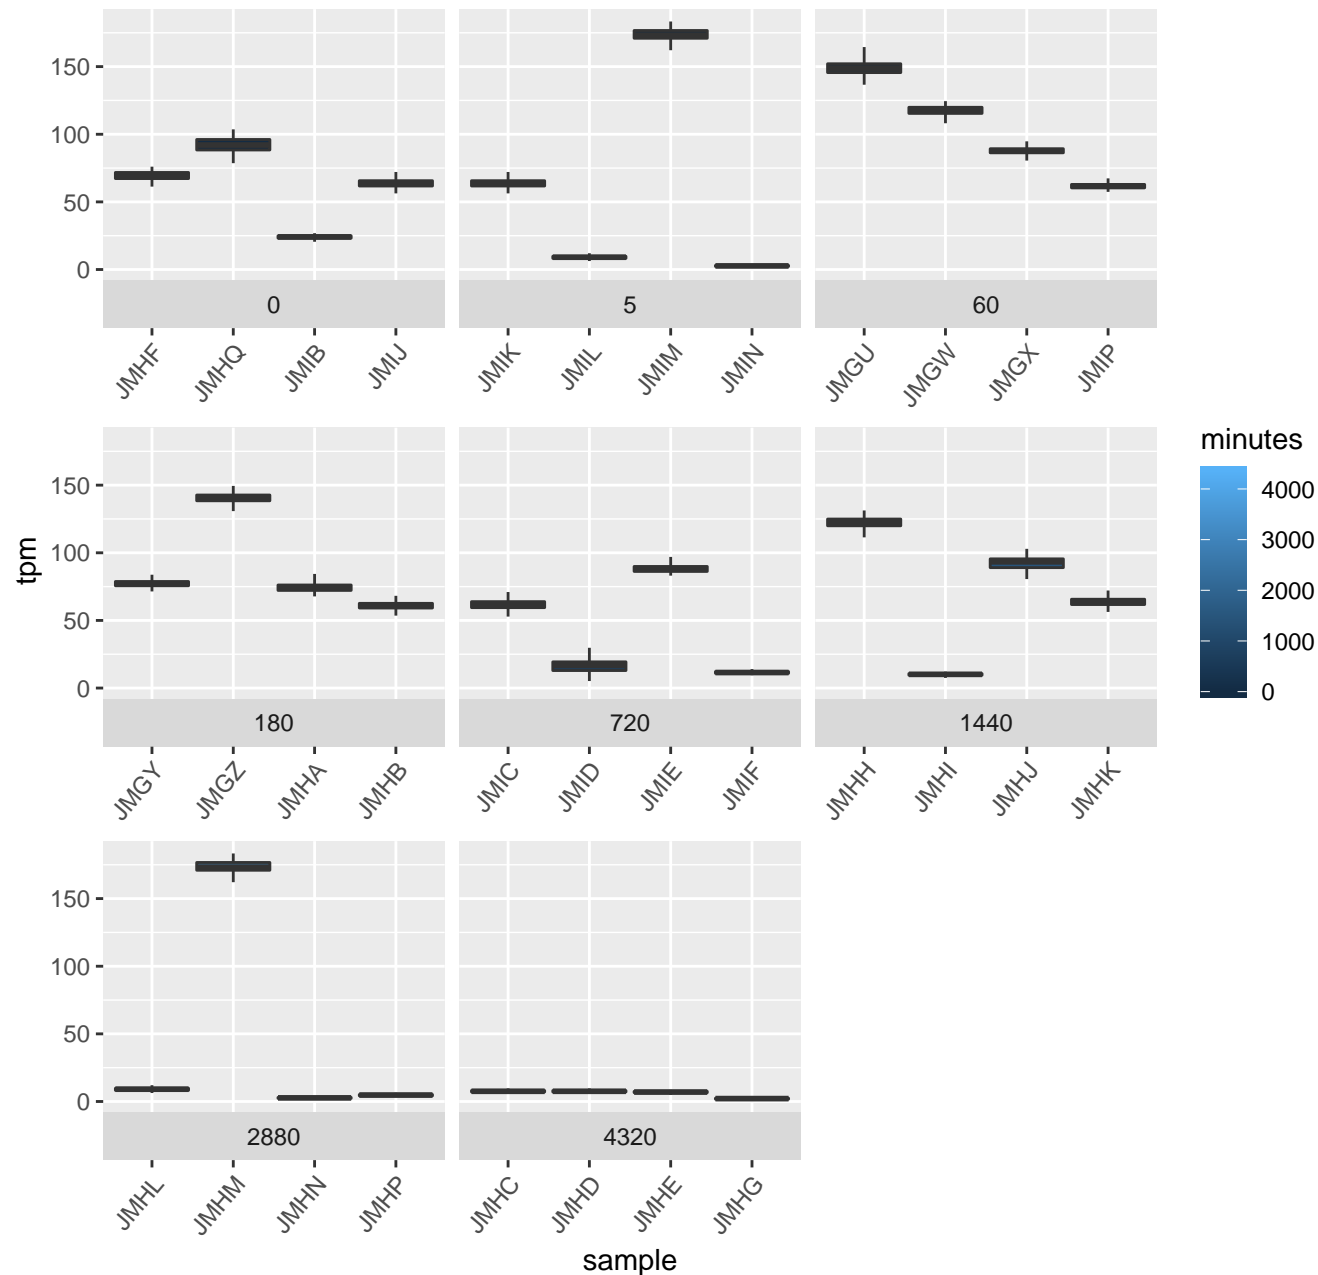 150
100
50
0
0
5
60
JMHF
JMHQ
JMIB
JMIJ
JMIK
JMIL
JMIM
JMIN
JMGU
JMGW
JMGX
JMIP
tpm
150
100
50
0
180
720
1440
JMGY
JMGZ
JMHA
JMHB
JMIC
JMID
JMIE
JMIF
JMHH
JMHI
JMHJ
JMHK
minutes
4000
3000
2000
1000
0
150
100
50
0
2880
4320
JMHL
JMHM
JMHN
JMHP
JMHC
JMHD
JMHE
JMHG
sample